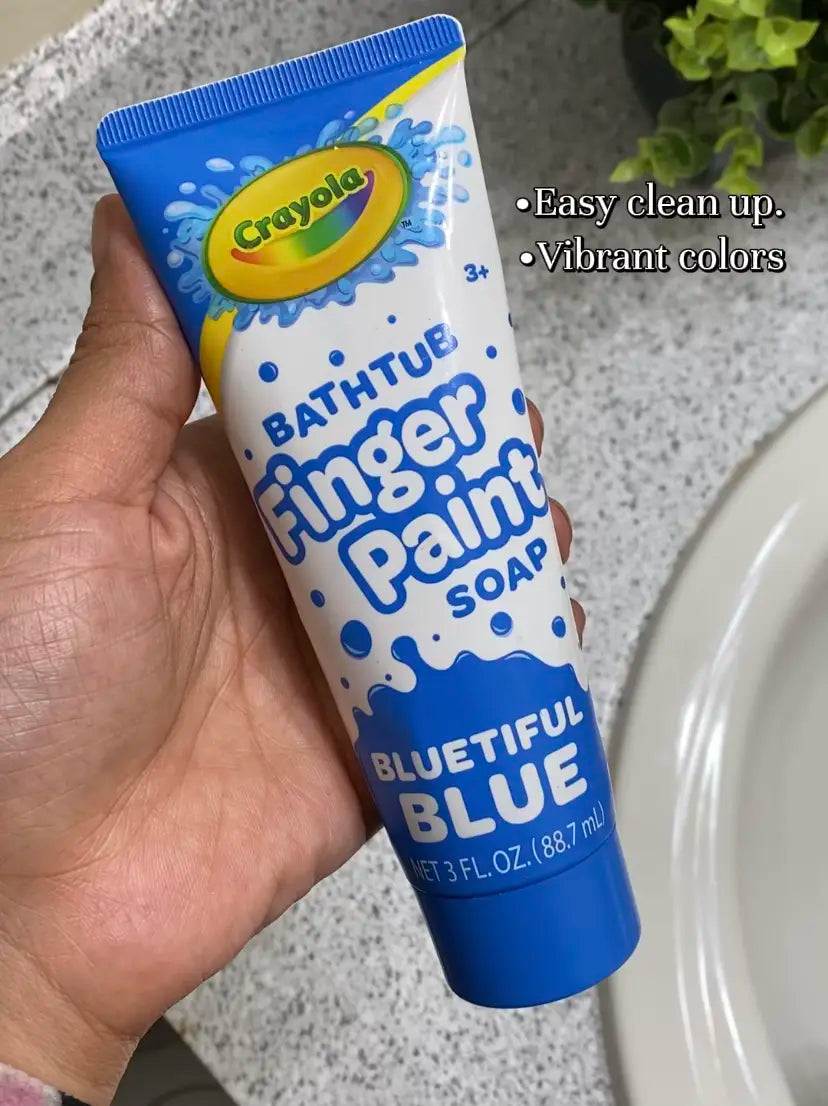 Crayola
TM
•Easy clean up.
•Vibrant colors
3+
BATHTUB
Finger
Paint
SOAP
BLUETIFUL
BLUE
NET 3 FL. OZ. (88.7 mL)